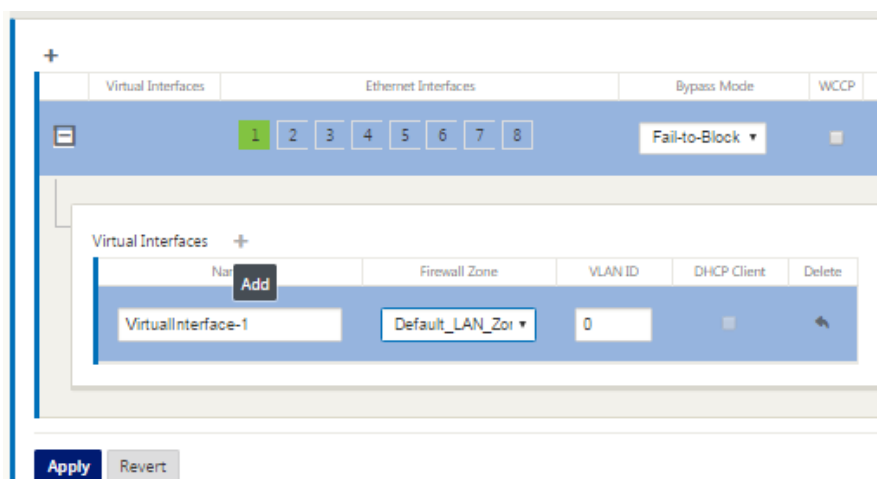 +
Virtual Interfaces Ethernet Interfaces Bypass Mode WCCP
1 2 3 4 5 6 7 8 Fail-to-Block
Virtual Interfaces +
Firewall Zone VLAN ID DHCP Client Delete
Add
VirtualInterface-1 Default_LAN_Zor 0
Apply Revert